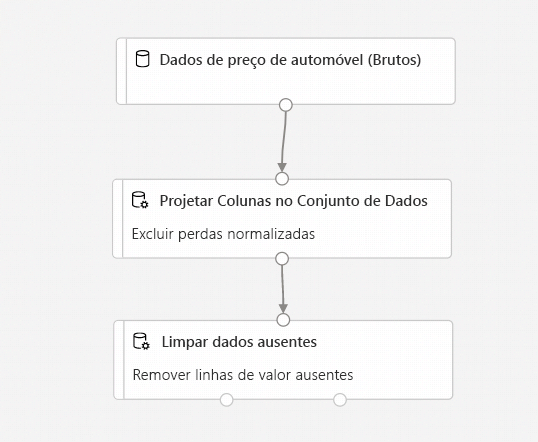 Dados de preço de automóvel (Brutos)
Projetar Colunas no Conjunto de Dados
Excluir perdas normalizadas
Limpar dados ausentes
Remover linhas de valor ausentes